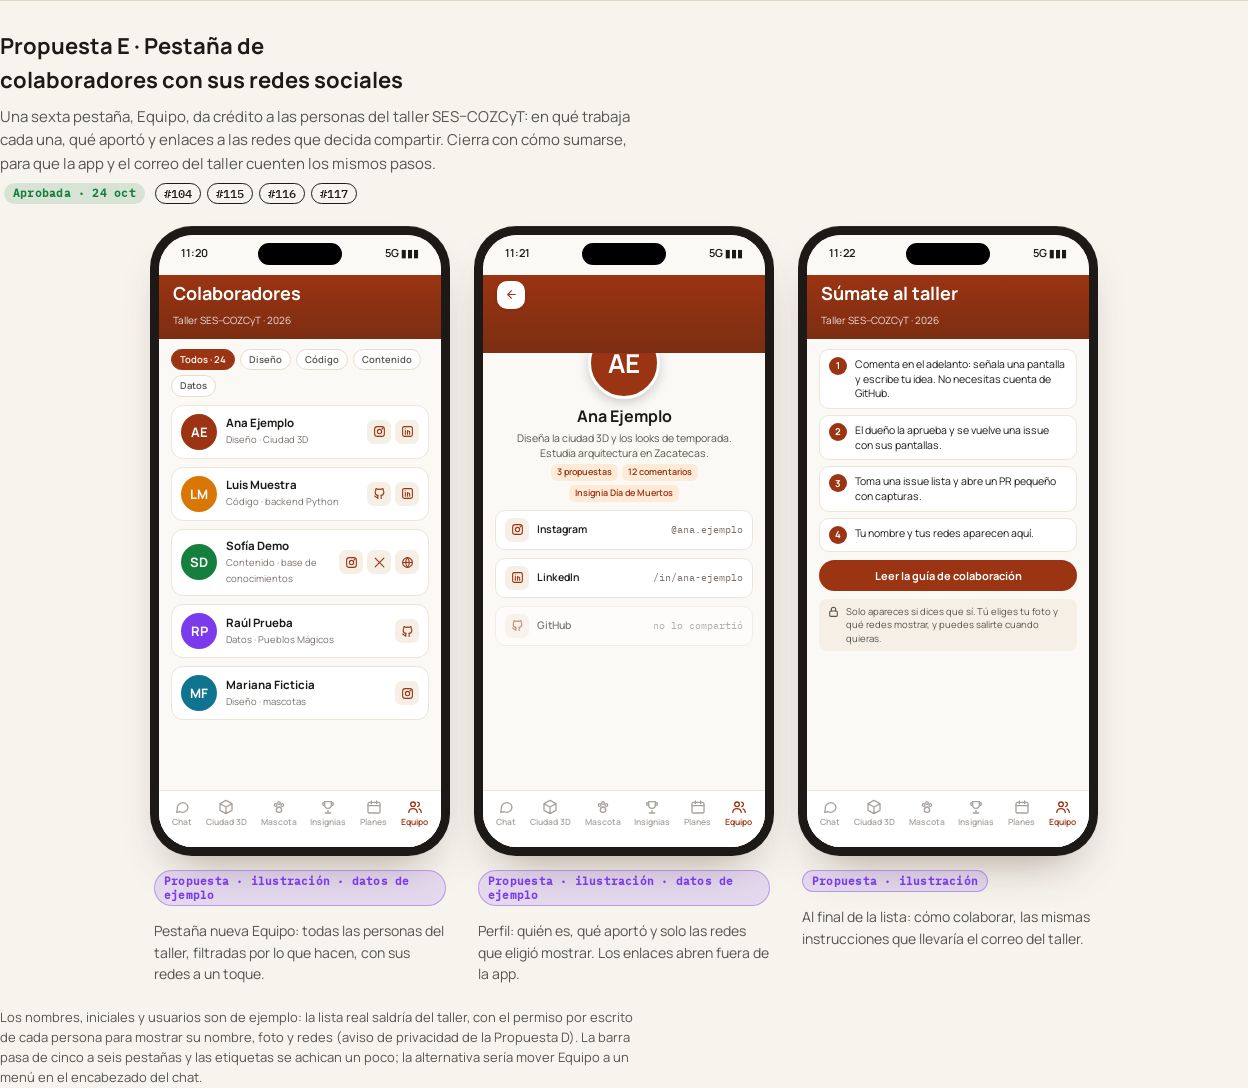 Propuesta E · Pestaña de
colaboradores con sus redes sociales
Una sexta pestaña, Equipo, da crédito a las personas del taller SES–COZCyT: en qué trabaja
cada una, qué aportó y enlaces a las redes que decida compartir. Cierra con cómo sumarse,
para que la app y el correo del taller cuenten los mismos pasos.
Aprobada · 24 oct
#104
#115
#116
#117
11:20
5G
Colaboradores
Taller SES–COZCyT · 2026
Todos · 24
Diseño
Código
Contenido
Datos
AE
Ana Ejemplo
Diseño · Ciudad 3D
LM
Luis Muestra
Código · backend Python
SD
Sofía Demo
Contenido · base de
conocimientos
RP
Raúl Prueba
Datos · Pueblos Mágicos
MF
Mariana Ficticia
Diseño · mascotas
Chat
Ciudad 3D
Mascota
Insignias
Planes
Equipo
Propuesta · ilustración · datos de
ejemplo
Pestaña nueva Equipo: todas las personas del
taller, filtradas por lo que hacen, con sus
redes a un toque.
11:21
5G
AE
Ana Ejemplo
Diseña la ciudad 3D y los looks de temporada.
Estudia arquitectura en Zacatecas.
3 propuestas
12 comentarios
Insignia Día de Muertos
Instagram
@ana.ejemplo
LinkedIn
/in/ana-ejemplo
GitHub
no lo compartió
Chat
Ciudad 3D
Mascota
Insignias
Planes
Equipo
Propuesta · ilustración · datos de
ejemplo
Perfil: quién es, qué aportó y solo las redes
que eligió mostrar. Los enlaces abren fuera de
la app.
11:22
5G
Súmate al taller
Taller SES–COZCyT · 2026
1
Comenta en el adelanto: señala una pantalla
y escribe tu idea. No necesitas cuenta de
GitHub.
2
El dueño la aprueba y se vuelve una issue
con sus pantallas.
3
Toma una issue lista y abre un PR pequeño
con capturas.
4
Tu nombre y tus redes aparecen aquí.
Leer la guía de colaboración
Solo apareces si dices que sí. Tú eliges tu foto y
qué redes mostrar, y puedes salirte cuando
quieras.
Chat
Ciudad 3D
Mascota
Insignias
Planes
Equipo
Propuesta · ilustración
Al final de la lista: cómo colaborar, las mismas
instrucciones que llevaría el correo del taller.
Los nombres, iniciales y usuarios son de ejemplo: la lista real saldría del taller, con el permiso por escrito
de cada persona para mostrar su nombre, foto y redes (aviso de privacidad de la Propuesta D). La barra
pasa de cinco a seis pestañas y las etiquetas se achican un poco; la alternativa sería mover Equipo a un
menú en el encabezado del chat.